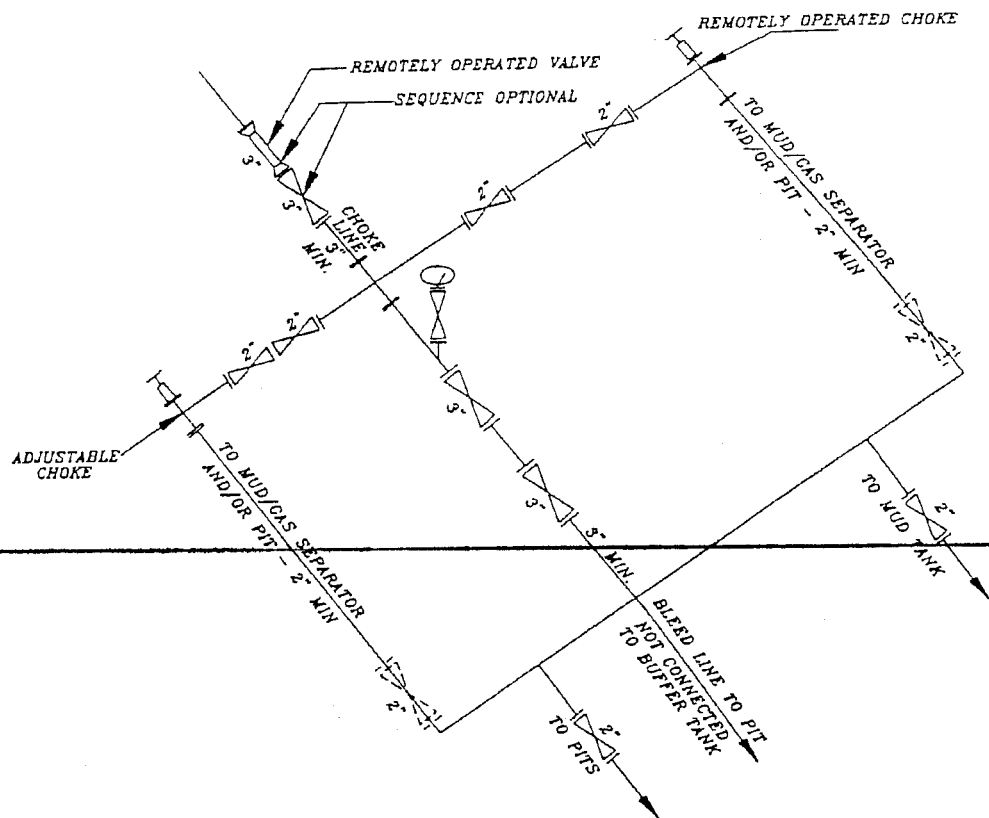 REMOTELY OPERATED CHOKE
REMOTELY OPERATED VALVE
SEQUENCE OPTIONAL
3"
3"
CHOKE
LINE
3"
MIN.
2"
2"
2"
2"
TO MUD/GAS SEPARATOR
AND/OR PIT - 2" MIN
2"
ADJUSTABLE
CHOKE
TO MUD/GAS SEPARATOR
AND/OR PIT - 2" MIN
2"
3"
3"
3" MIN.
BLEED LINE TO PIT
NOT CONNECTED
TO BUFFER TANK
2"
TO MUD TANK
2"
TO PITS